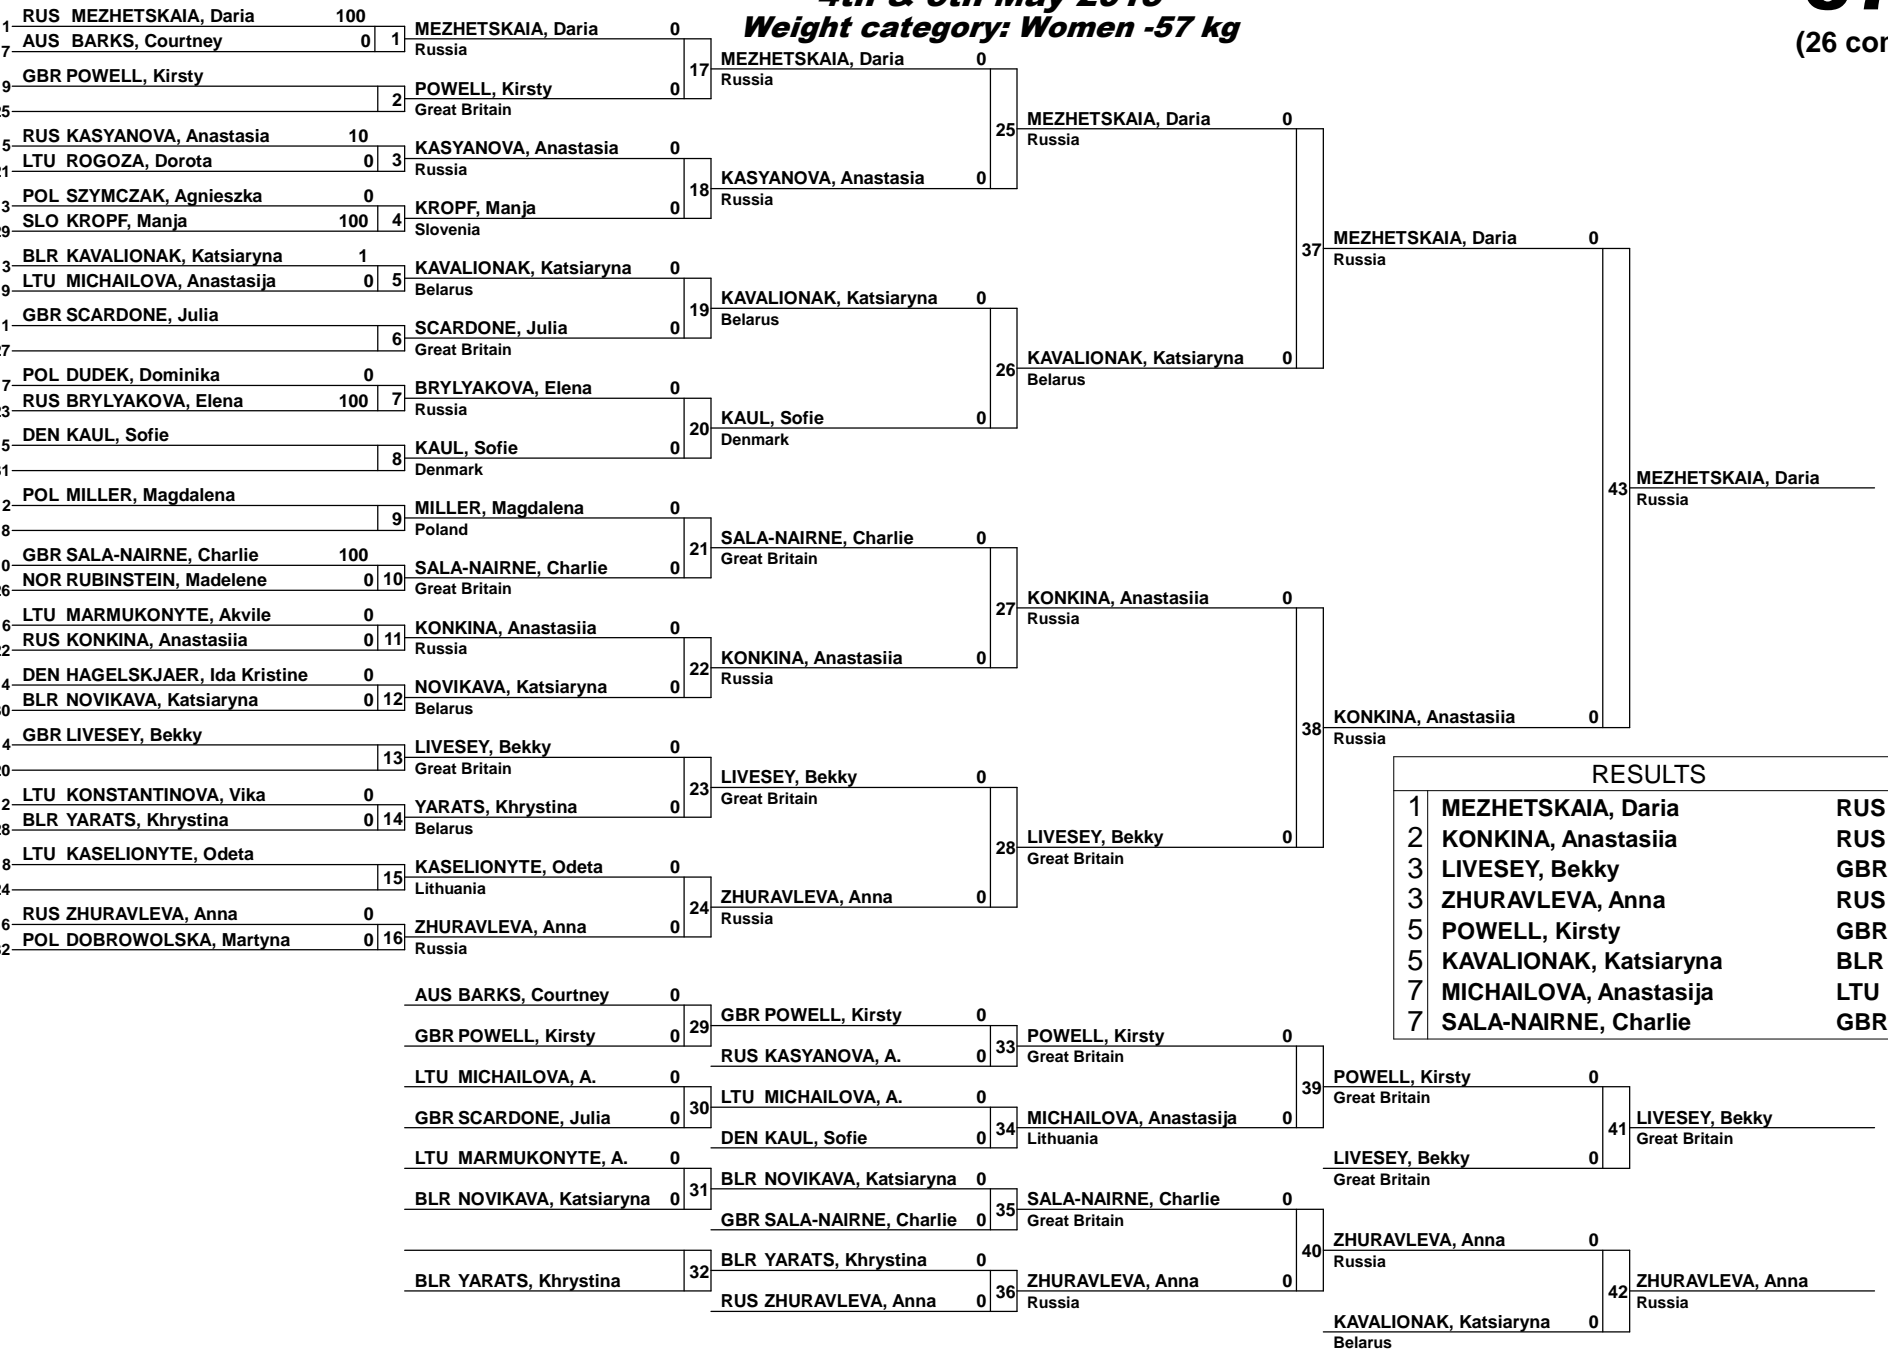 Weight category: Women -57 kg
1 RUS MEZHETSKAIA, Daria 100
7 AUS BARKS, Courtney 0 1
9 GBR POWELL, Kirsty
2
5 RUS KASYANOVA, Anastasia 10
LTU ROGOZA, Dorota 0 3
3 POL SZYMCZAK, Agnieszka 0
SLO KROPF, Manja 100 4
3 BLR KAVALIONAK, Katsiaryna 1
9 LTU MICHAILOVA, Anastasija 0 5
1 GBR SCARDONE, Julia
6
7 POL DUDEK, Dominika 0
RUS BRYLYAKOVA, Elena 100 7
5 DEN KAUL, Sofie
8
2 POL MILLER, Magdalena
8 9
0 GBR SALA-NAIRNE, Charlie 100
NOR RUBINSTEIN, Madelene 0 10
6 LTU MARMUKONYTE, Akvile 0
RUS KONKINA, Anastasiia 0 11
4 DEN HAGELSKJAER, Ida Kristine 0
BLR NOVIKAVA, Katsiaryna 0 12
4 GBR LIVESEY, Bekky
13
2 LTU KONSTANTINOVA, Vika 0
BLR YARATS, Khrystina 0 14
8 LTU KASELIONYTE, Odeta
15
6 RUS ZHURAVLEVA, Anna 0
POL DOBROWOLSKA, Martyna 0 16
MEZHETSKAIA, Daria 0
Russia
17
POWELL, Kirsty 0
Great Britain
KASYANOVA, Anastasia 0
Russia
18
KROPF, Manja 0
Slovenia
KAVALIONAK, Katsiaryna 0
Belarus
19
SCARDONE, Julia 0
Great Britain
BRYLYAKOVA, Elena 0
Russia
20
KAUL, Sofie 0
Denmark
MILLER, Magdalena 0
Poland
21
SALA-NAIRNE, Charlie 0
Great Britain
KONKINA, Anastasiia 0
Russia
22
NOVIKAVA, Katsiaryna 0
Belarus
LIVESEY, Bekky 0
Great Britain
23
YARATS, Khrystina 0
Belarus
KASELIONYTE, Odeta 0
Lithuania
24
ZHURAVLEVA, Anna 0
Russia
MEZHETSKAIA, Daria 0
Russia
25
KASYANOVA, Anastasia 0
Russia
KAVALIONAK, Katsiaryna 0
Belarus
26
KAUL, Sofie 0
Denmark
SALA-NAIRNE, Charlie 0
Great Britain
27
KONKINA, Anastasiia 0
Russia
LIVESEY, Bekky 0
Great Britain
28
ZHURAVLEVA, Anna 0
Russia
MEZHETSKAIA, Daria 0
Russia
37
KAVALIONAK, Katsiaryna 0
Belarus
KONKINA, Anastasiia 0
Russia
38
LIVESEY, Bekky 0
Great Britain
MEZHETSKAIA, Daria 0
Russia
43
KONKINA, Anastasiia 0
Russia
MEZHETSKAIA, Daria
Russia
RESULTS
1 MEZHETSKAIA, Daria RUS
2 KONKINA, Anastasiia RUS
3 LIVESEY, Bekky GBR
3 ZHURAVLEVA, Anna RUS
5 POWELL, Kirsty GBR
5 KAVALIONAK, Katsiaryna BLR
7 MICHAILOVA, Anastasija LTU
7 SALA-NAIRNE, Charlie GBR
AUS BARKS, Courtney 0
29
GBR POWELL, Kirsty 0
LTU MICHAILOVA, A. 0
30
GBR SCARDONE, Julia 0
LTU MARMUKONYTE, A. 0
31
BLR NOVIKAVA, Katsiaryna 0
32
BLR YARATS, Khrystina
GBR POWELL, Kirsty 0
33
RUS KASYANOVA, A. 0
LTU MICHAILOVA, A. 0
34
DEN KAUL, Sofie 0
BLR NOVIKAVA, Katsiaryna 0
35
GBR SALA-NAIRNE, Charlie 0
BLR YARATS, Khrystina 0
36
RUS ZHURAVLEVA, Anna 0
POWELL, Kirsty 0
Great Britain
39
MICHAILOVA, Anastasija 0
Lithuania
SALA-NAIRNE, Charlie 0
Great Britain
40
ZHURAVLEVA, Anna 0
Russia
POWELL, Kirsty 0
Great Britain
41
LIVESEY, Bekky 0
Great Britain
ZHURAVLEVA, Anna 0
Russia
42
KAVALIONAK, Katsiaryna 0
Belarus
LIVESEY, Bekky
Great Britain
ZHURAVLEVA, Anna
Russia
(26